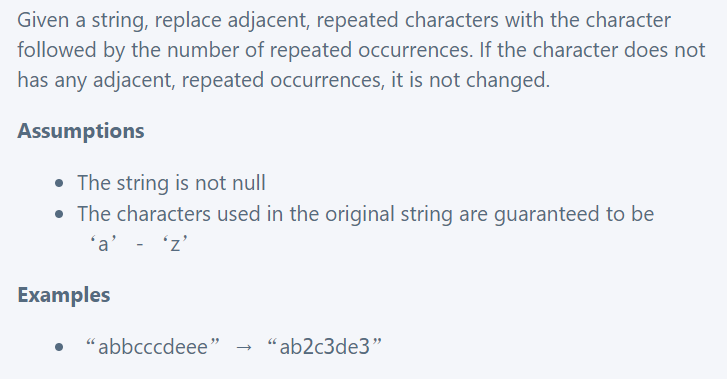 Given a string, replace adjacent, repeated characters with the character
followed by the number of repeated occurrences. If the character does not
has any adjacent, repeated occurrences, it is not changed.
Assumptions
• The string is not null
• The characters used in the original string are guaranteed to be
‘a’ - ‘z’
Examples
• “abbcccdeee” → “ab2c3de3”